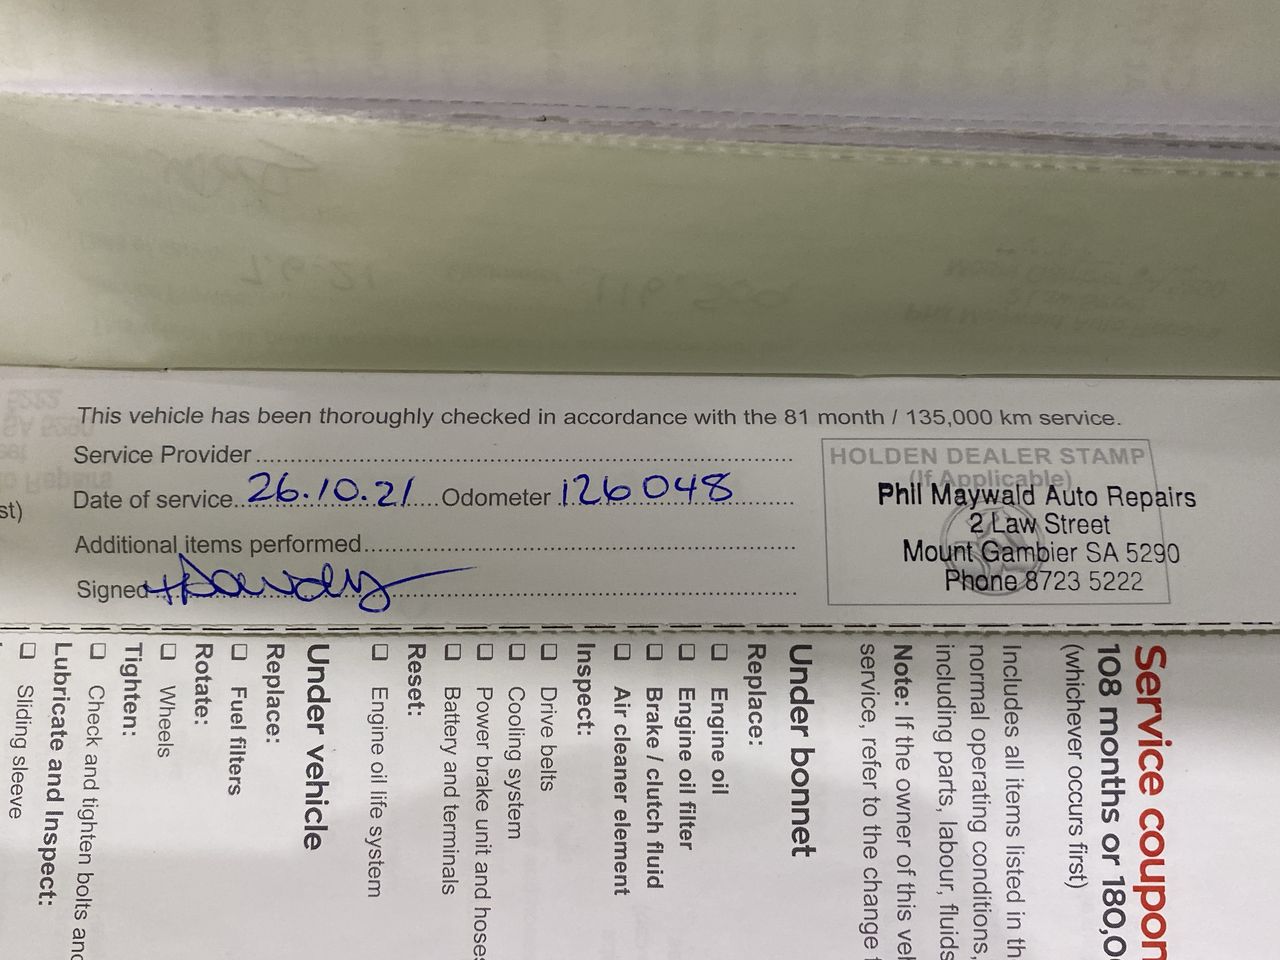 This vehicle has been thoroughly checked in accordance with the 81 month / 135,000 km service.
Service Provider
Date of service 26.10.21 Odometer 126048
Additional items performed
Signed
HOLDEN DEALER STAMP
(If Applicable)
Phil Maywald Auto Repairs
2 Law Street
Mount Gambier SA 5290
Phone 8723 5222
st)
Service coupon
108 months or 180,0
(whichever occurs first)
Includes all items listed in th
normal operating conditions,
including parts, labour, fluids
Note: If the owner of this veh
service, refer to the change
Under bonnet
Replace:
Engine oil
Engine oil filter
Brake / clutch fluid
Air cleaner element
Inspect:
Drive belts
Cooling system
Power brake unit and hoses
Battery and terminals
Reset:
Engine oil life system
Under vehicle
Replace:
Fuel filters
Rotate:
Wheels
Tighten:
Check and tighten bolts and
Lubricate and Inspect:
Sliding sleeve